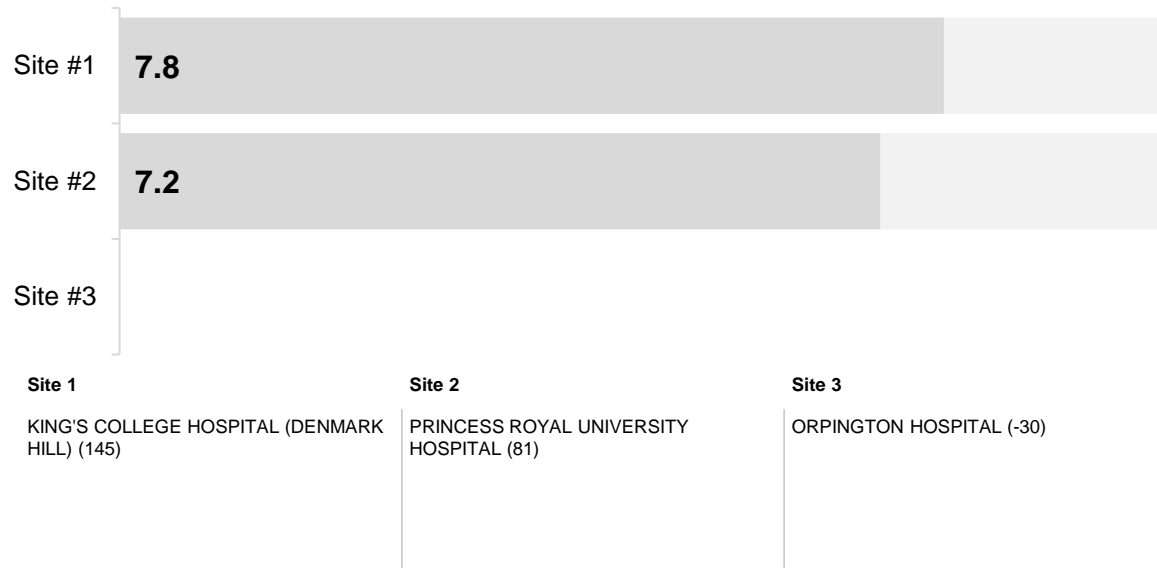 Site #1
7.8
Site #2
7.2
Site #3
Site 1
KING'S COLLEGE HOSPITAL (DENMARK
HILL) (145)
Site 2
PRINCESS ROYAL UNIVERSITY
HOSPITAL (81)
Site 3
ORPINGTON HOSPITAL (-30)